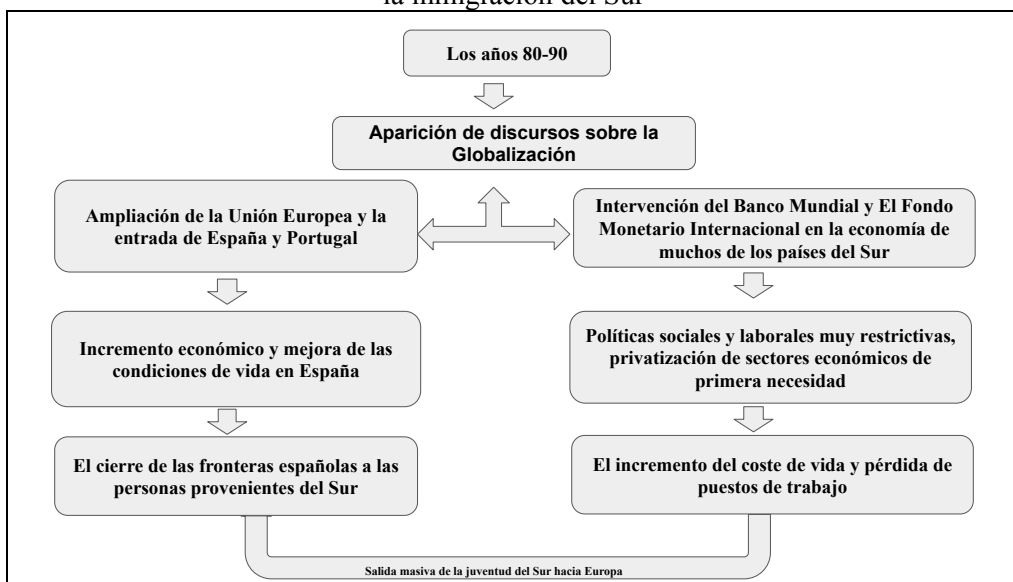 la inmigración del Sur
Los años 80-90
Aparición de discursos sobre la
Globalización
Ampliación de la Unión Europea y la
entrada de España y Portugal
Intervención del Banco Mundial y El Fondo
Monetario Internacional en la economía de
muchos de los países del Sur
Incremento económico y mejora de las
condiciones de vida en España
Políticas sociales y laborales muy restrictivas,
privatización de sectores económicos de
primera necesidad
El cierre de las fronteras españolas a las
personas provenientes del Sur
El incremento del coste de vida y pérdida de
puestos de trabajo
Salida masiva de la juventud del Sur hacia Europa